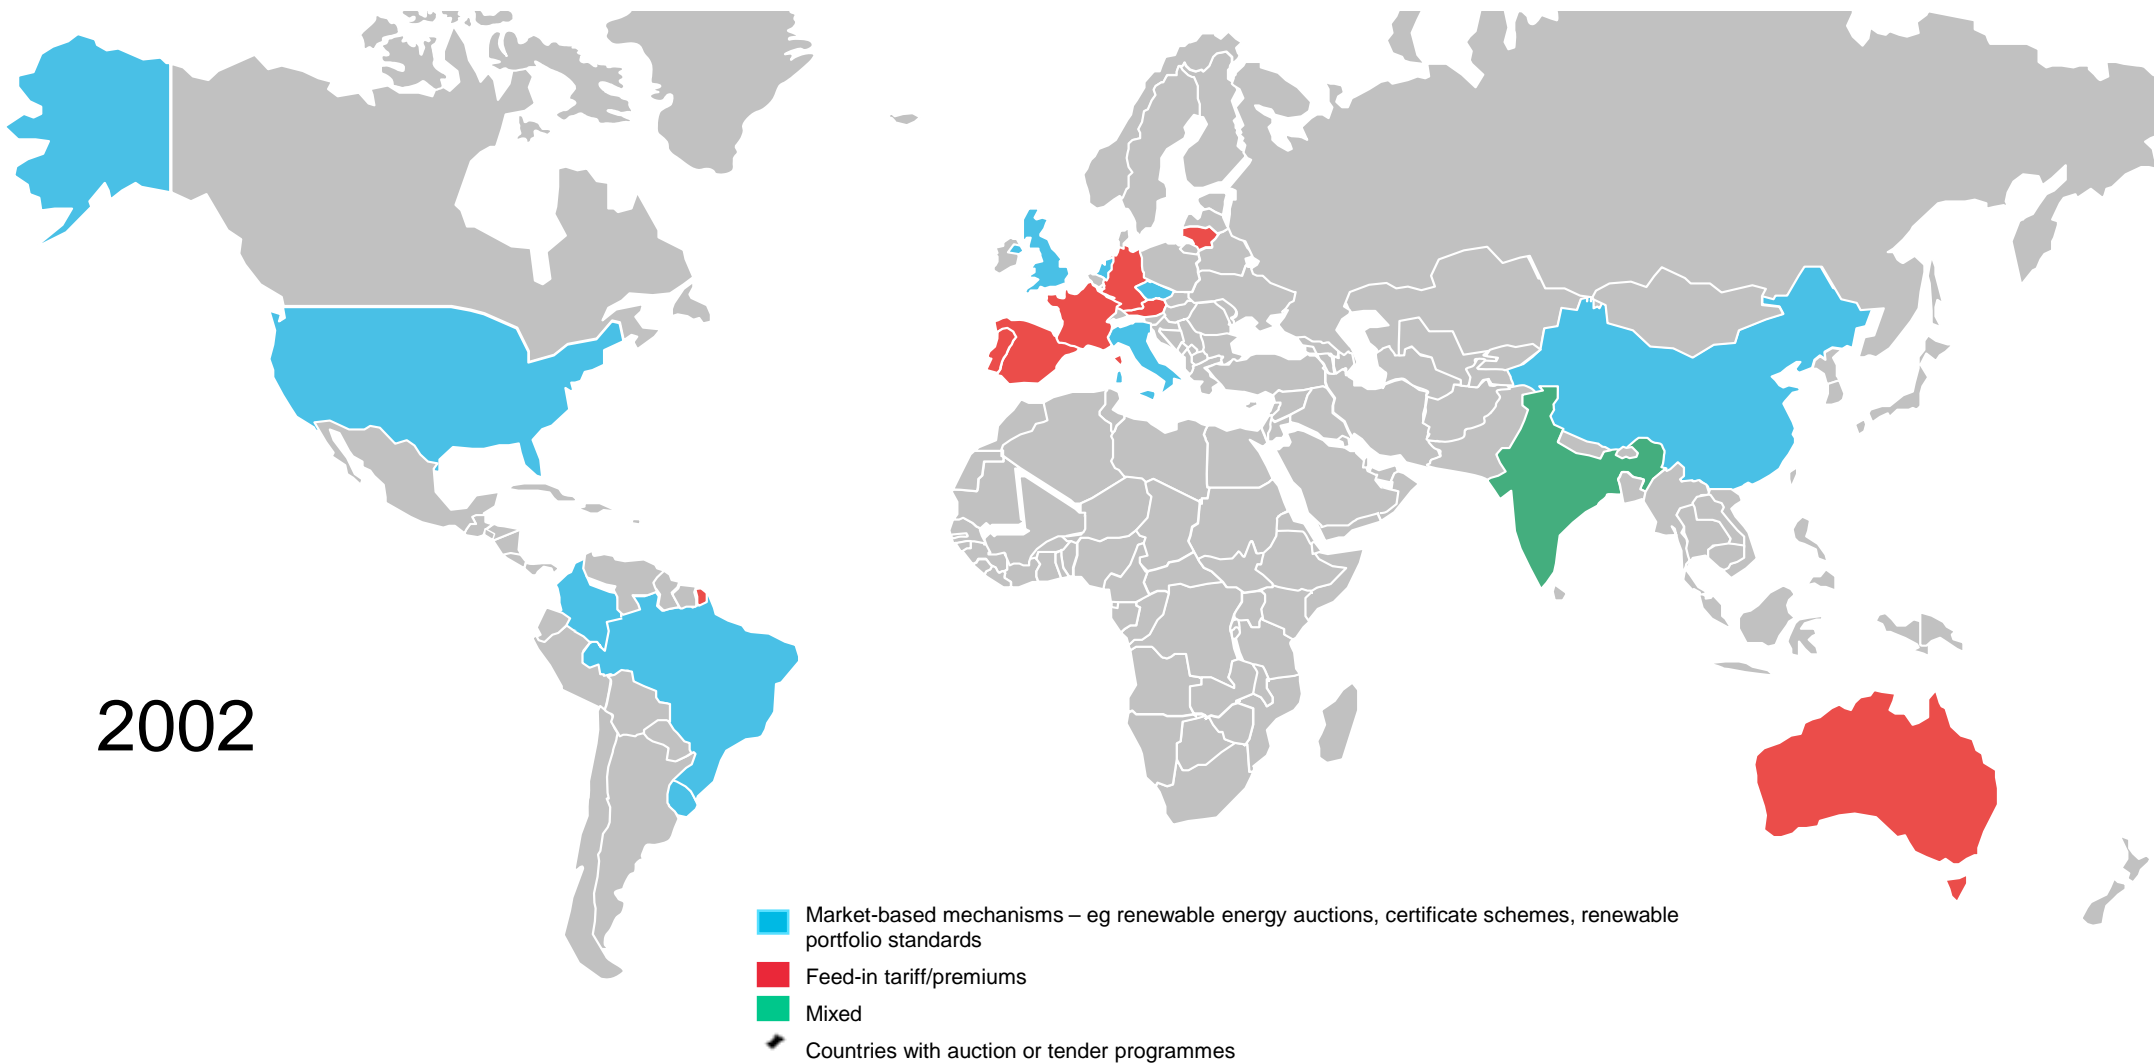 2002
Market-based mechanisms – eg renewable energy auctions, certificate schemes, renewable
portfolio standards
Feed-in tariff/premiums
Mixed
Countries with auction or tender programmes